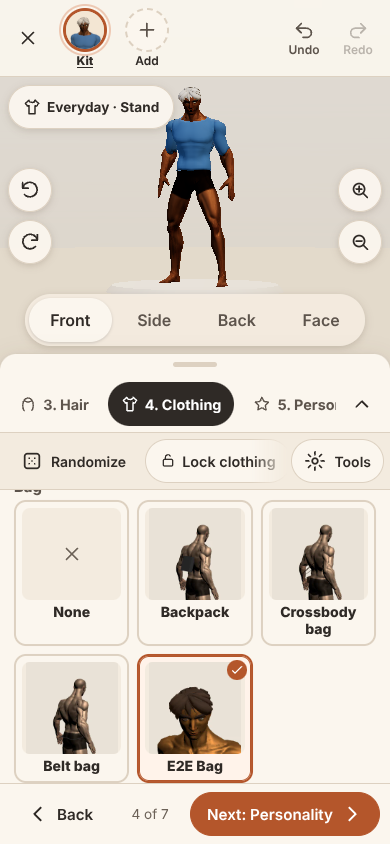 Kit
Add
Undo
Redo
Everyday · Stand
Front
Side
Back
Face
3. Hair
4. Clothing
5. Perso
Randomize
Lock clothing
Tools
Bag
None
Backpack
Crossbody
bag
Belt bag
E2E Bag
Back
4 of 7
Next: Personality